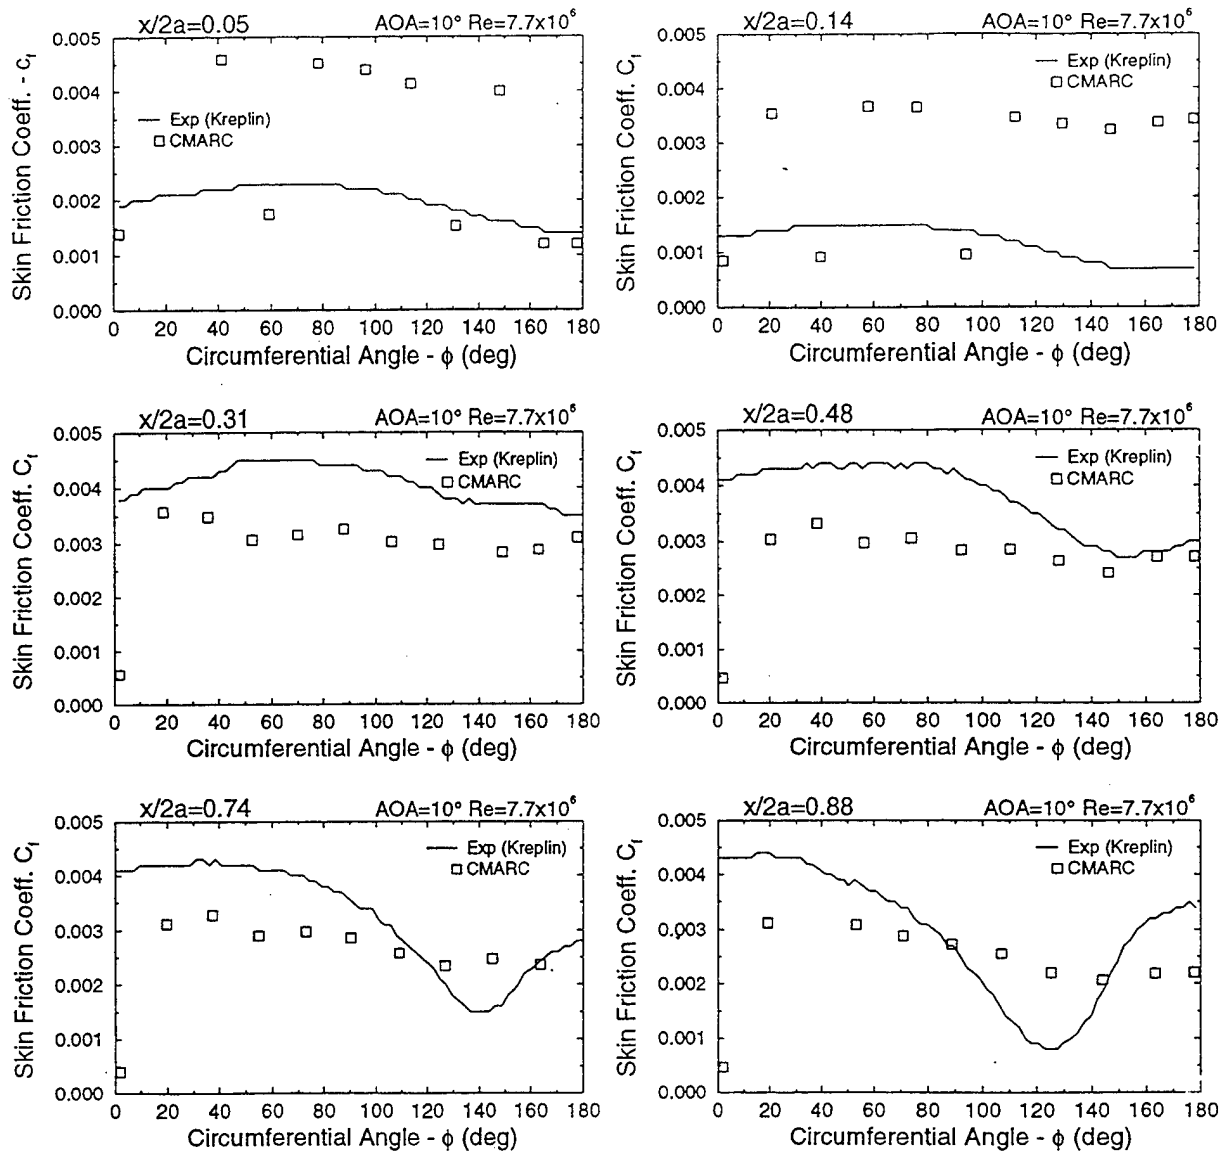 x/2a=0.05 AOA=10° Re=7.7x10^6
0.005
0.004
0.003
0.002
0.001
0.000
Skin Friction Coeff. - c_f
Exp (Kreplin)
CMARC
0 20 40 60 80 100 120 140 160 180
Circumferential Angle - ϕ (deg)
x/2a=0.14 AOA=10° Re=7.7x10^6
0.005
0.004
0.003
0.002
0.001
0.000
Skin Friction Coeff. C_f
Exp (Kreplin)
CMARC
0 20 40 60 80 100 120 140 160 180
Circumferential Angle - ϕ (deg)
x/2a=0.31 AOA=10° Re=7.7x10^6
0.005
0.004
0.003
0.002
0.001
0.000
Skin Friction Coeff. C_f
Exp (Kreplin)
CMARC
0 20 40 60 80 100 120 140 160 180
Circumferential Angle - ϕ (deg)
x/2a=0.48 AOA=10° Re=7.7x10^6
0.005
0.004
0.003
0.002
0.001
0.000
Skin Friction Coeff. C_f
Exp (Kreplin)
CMARC
0 20 40 60 80 100 120 140 160 180
Circumferential Angle - ϕ (deg)
x/2a=0.74 AOA=10° Re=7.7x10^6
0.005
0.004
0.003
0.002
0.001
0.000
Skin Friction Coeff. C_f
Exp (Kreplin)
CMARC
0 20 40 60 80 100 120 140 160 180
Circumferential Angle - ϕ (deg)
x/2a=0.88 AOA=10° Re=7.7x10^6
0.005
0.004
0.003
0.002
0.001
0.000
Skin Friction Coeff. C_f
Exp (Kreplin)
CMARC
0 20 40 60 80 100 120 140 160 180
Circumferential Angle - ϕ (deg)